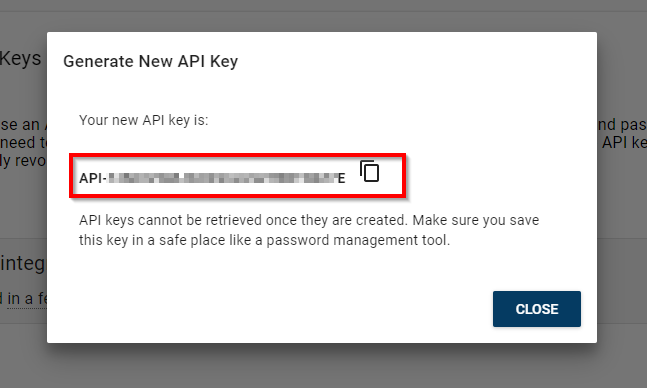 Generate New API Key
Keys
Your new API key is:
se an
nd pas
need to
API ke
ly revo
API-
E
API keys cannot be retrieved once they are created. Make sure you save
this key in a safe place like a password management tool.
integ
d in a fe
CLOSE